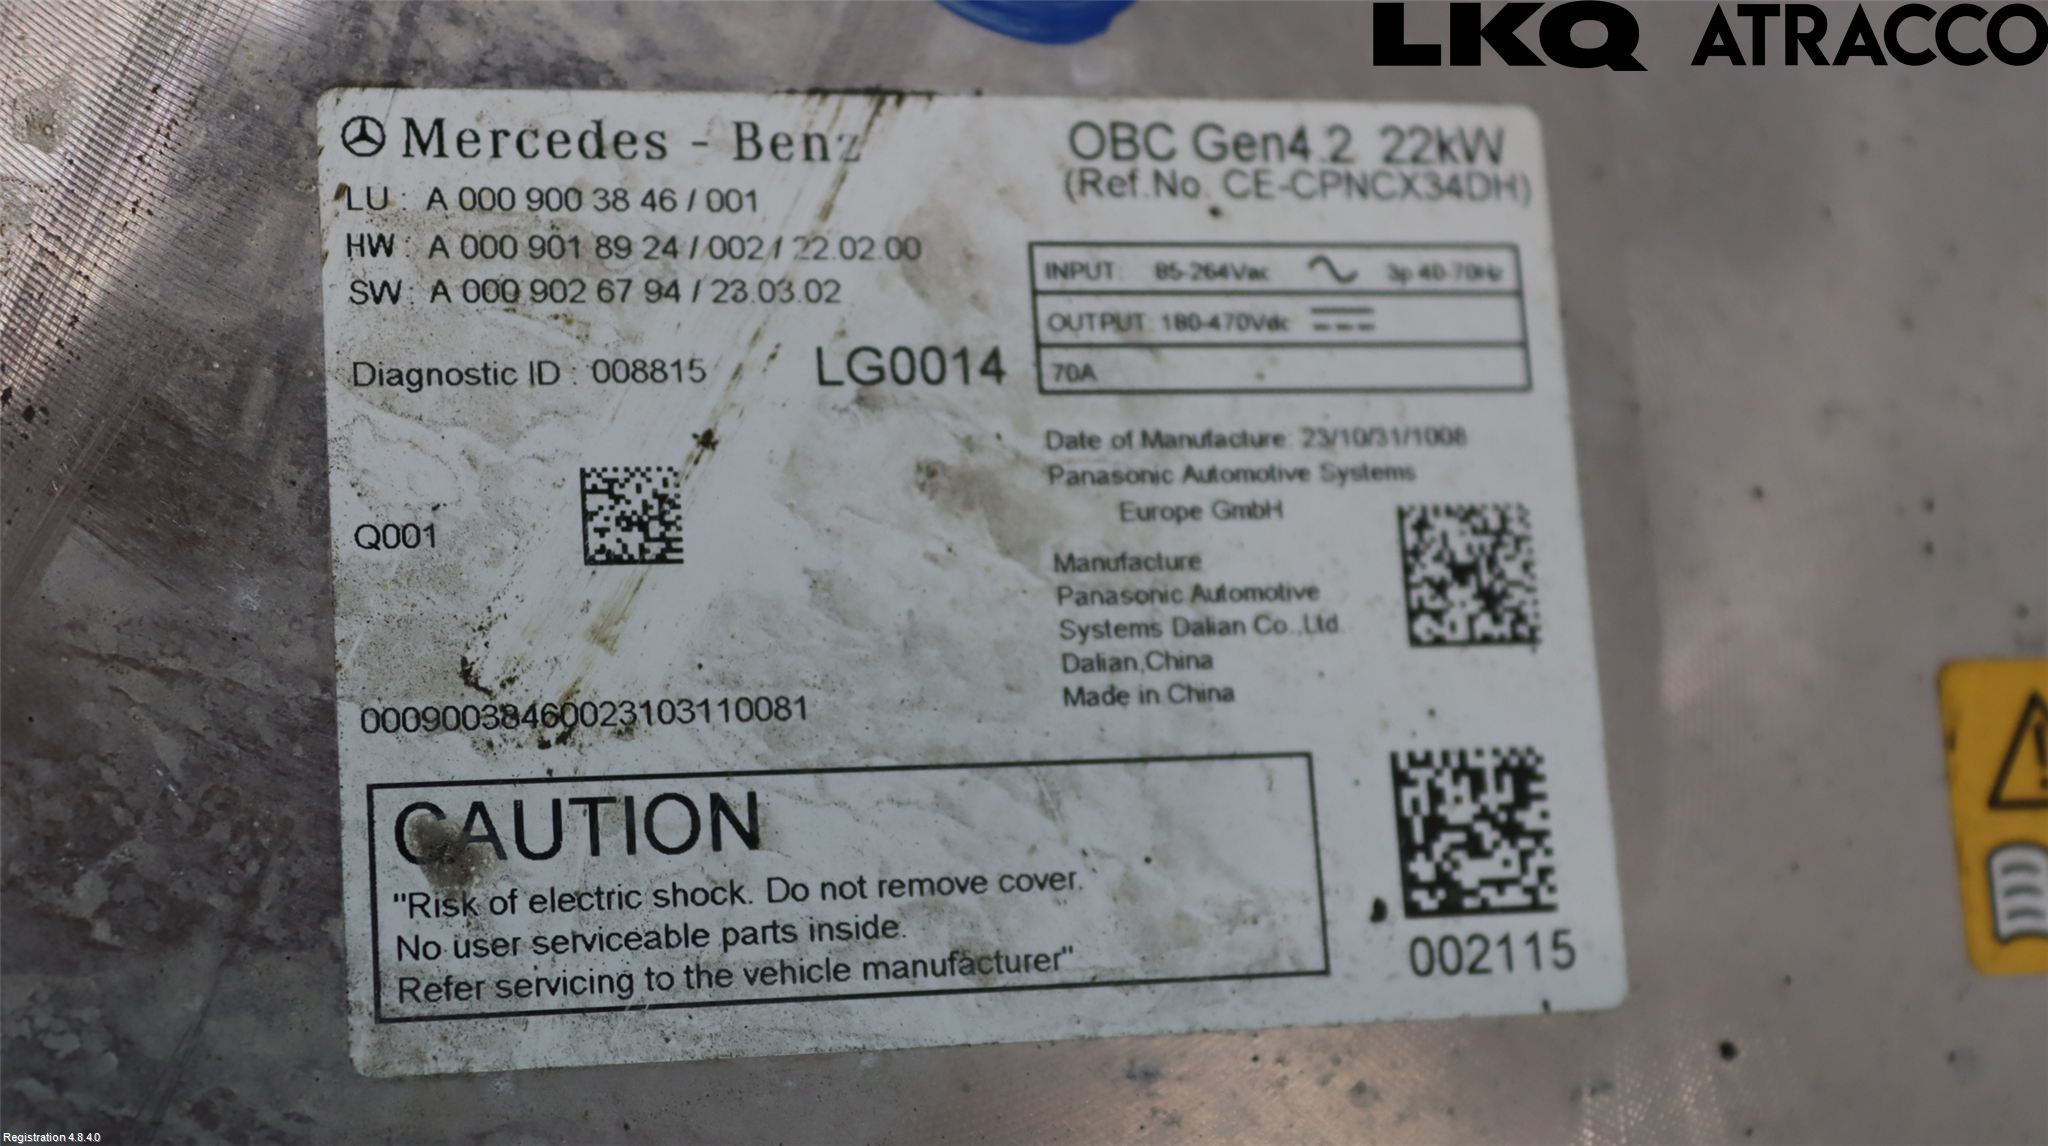 LKQ ATRACCO
Mercedes - Benz
LU : A 000 900 38 46 / 001
HW : A 000 901 89 24 / 002 / 22.02.00
SW : A 000 902 67 94 / 23.03.02
Diagnostic ID : 008815
LG0014
OBC Gen4.2 22kW
(Ref.No. CE-CPNCX34DH)
INPUT: 85-264Vac 3p 40-70Hz
OUTPUT: 180-470Vdc
70A
Date of Manufacture: 23/10/31/1008
Panasonic Automotive Systems
Europe GmbH
Q001
Manufacture
Panasonic Automotive
Systems Dalian Co.,Ltd.
Dalian,China
Made in China
00090038460023103110081
CAUTION
"Risk of electric shock. Do not remove cover.
No user serviceable parts inside.
Refer servicing to the vehicle manufacturer"
002115
Registration 4.8.4.0